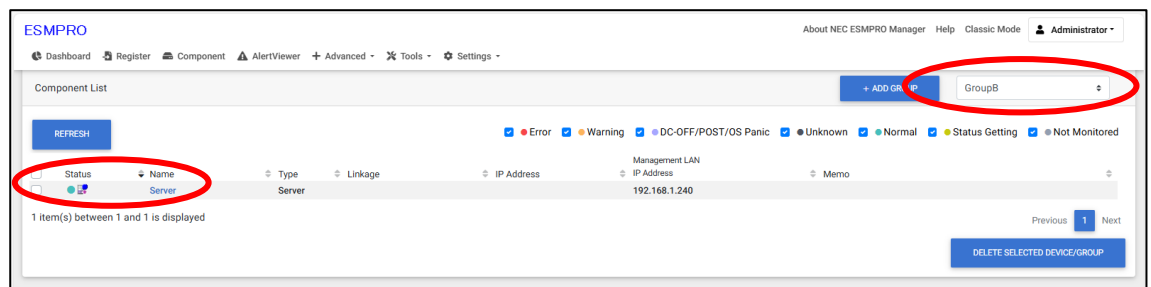 ESMPRO
About NEC ESMPRO Manager Help Classic Mode Administrator
Dashboard Register Component AlertViewer Advanced Tools Settings
Component List
+ ADD GROUP
GroupB
REFRESH
Error Warning DC-OFF/POST/OS Panic Unknown Normal Status Getting Not Monitored
Management LAN
Status Name Type Linkage IP Address IP Address Memo
Server Server 192.168.1.240
1 item(s) between 1 and 1 is displayed
Previous 1 Next
DELETE SELECTED DEVICE/GROUP